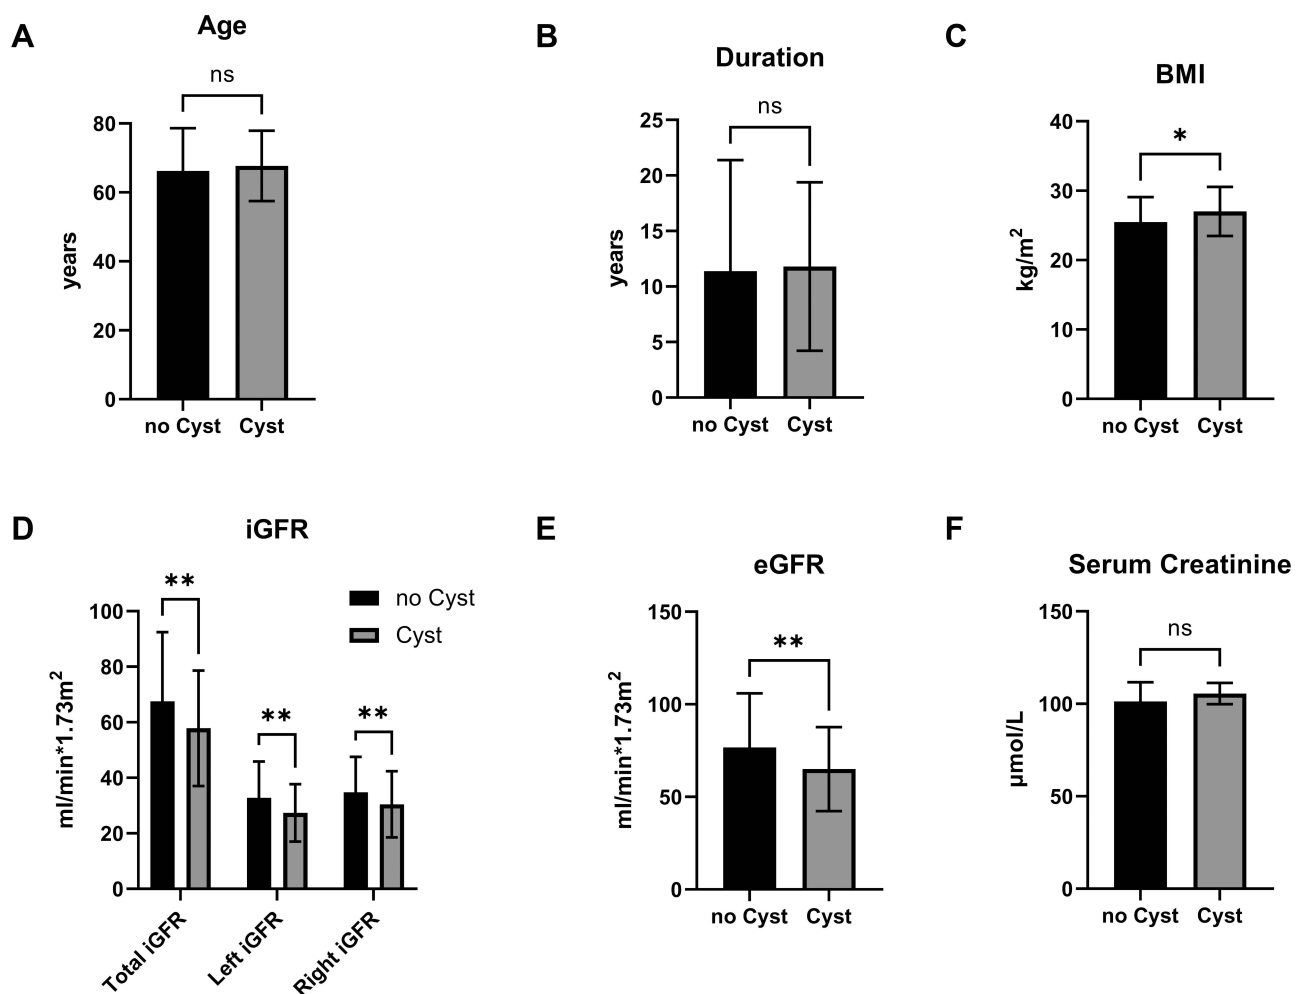 A
Age
ns
80
60
40
20
0
years
no Cyst
Cyst
B
Duration
ns
25
20
15
10
5
0
years
no Cyst
Cyst
C
BMI
*
40
30
20
10
0
kg/m²
no Cyst
Cyst
D
iGFR
**
**
**
no Cyst
Cyst
100
80
60
40
20
0
ml/min*1.73m²
Total iGFR
Left iGFR
Right iGFR
E
eGFR
**
150
100
50
0
ml/min*1.73m²
no Cyst
Cyst
F
Serum Creatinine
ns
150
100
50
0
μmol/L
no Cyst
Cyst